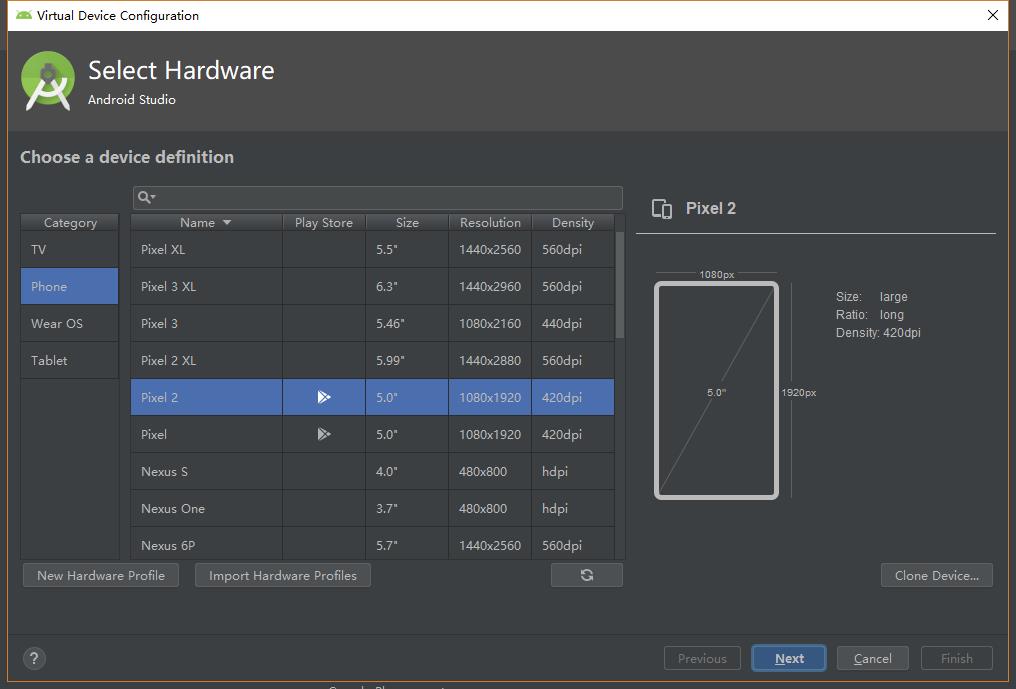 Virtual Device Configuration
Select Hardware
Android Studio
Choose a device definition
Category
TV
Phone
Wear OS
Tablet
Name Play Store Size Resolution Density
Pixel XL 5.5" 1440x2560 560dpi
Pixel 3 XL 6.3" 1440x2960 560dpi
Pixel 3 5.46" 1080x2160 440dpi
Pixel 2 XL 5.99" 1440x2880 560dpi
Pixel 2 5.0" 1080x1920 420dpi
Pixel 5.0" 1080x1920 420dpi
Nexus S 4.0" 480x800 hdpi
Nexus One 3.7" 480x800 hdpi
Nexus 6P 5.7" 1440x2560 560dpi
New Hardware Profile Import Hardware Profiles
Pixel 2
1080px
5.0"
1920px
Size: large
Ratio: long
Density: 420dpi
Clone Device...
? Previous Next Cancel Finish